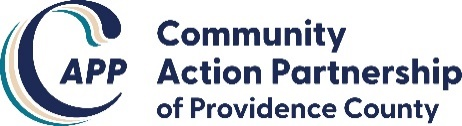 CAPP
Community
Action Partnership
of Providence County